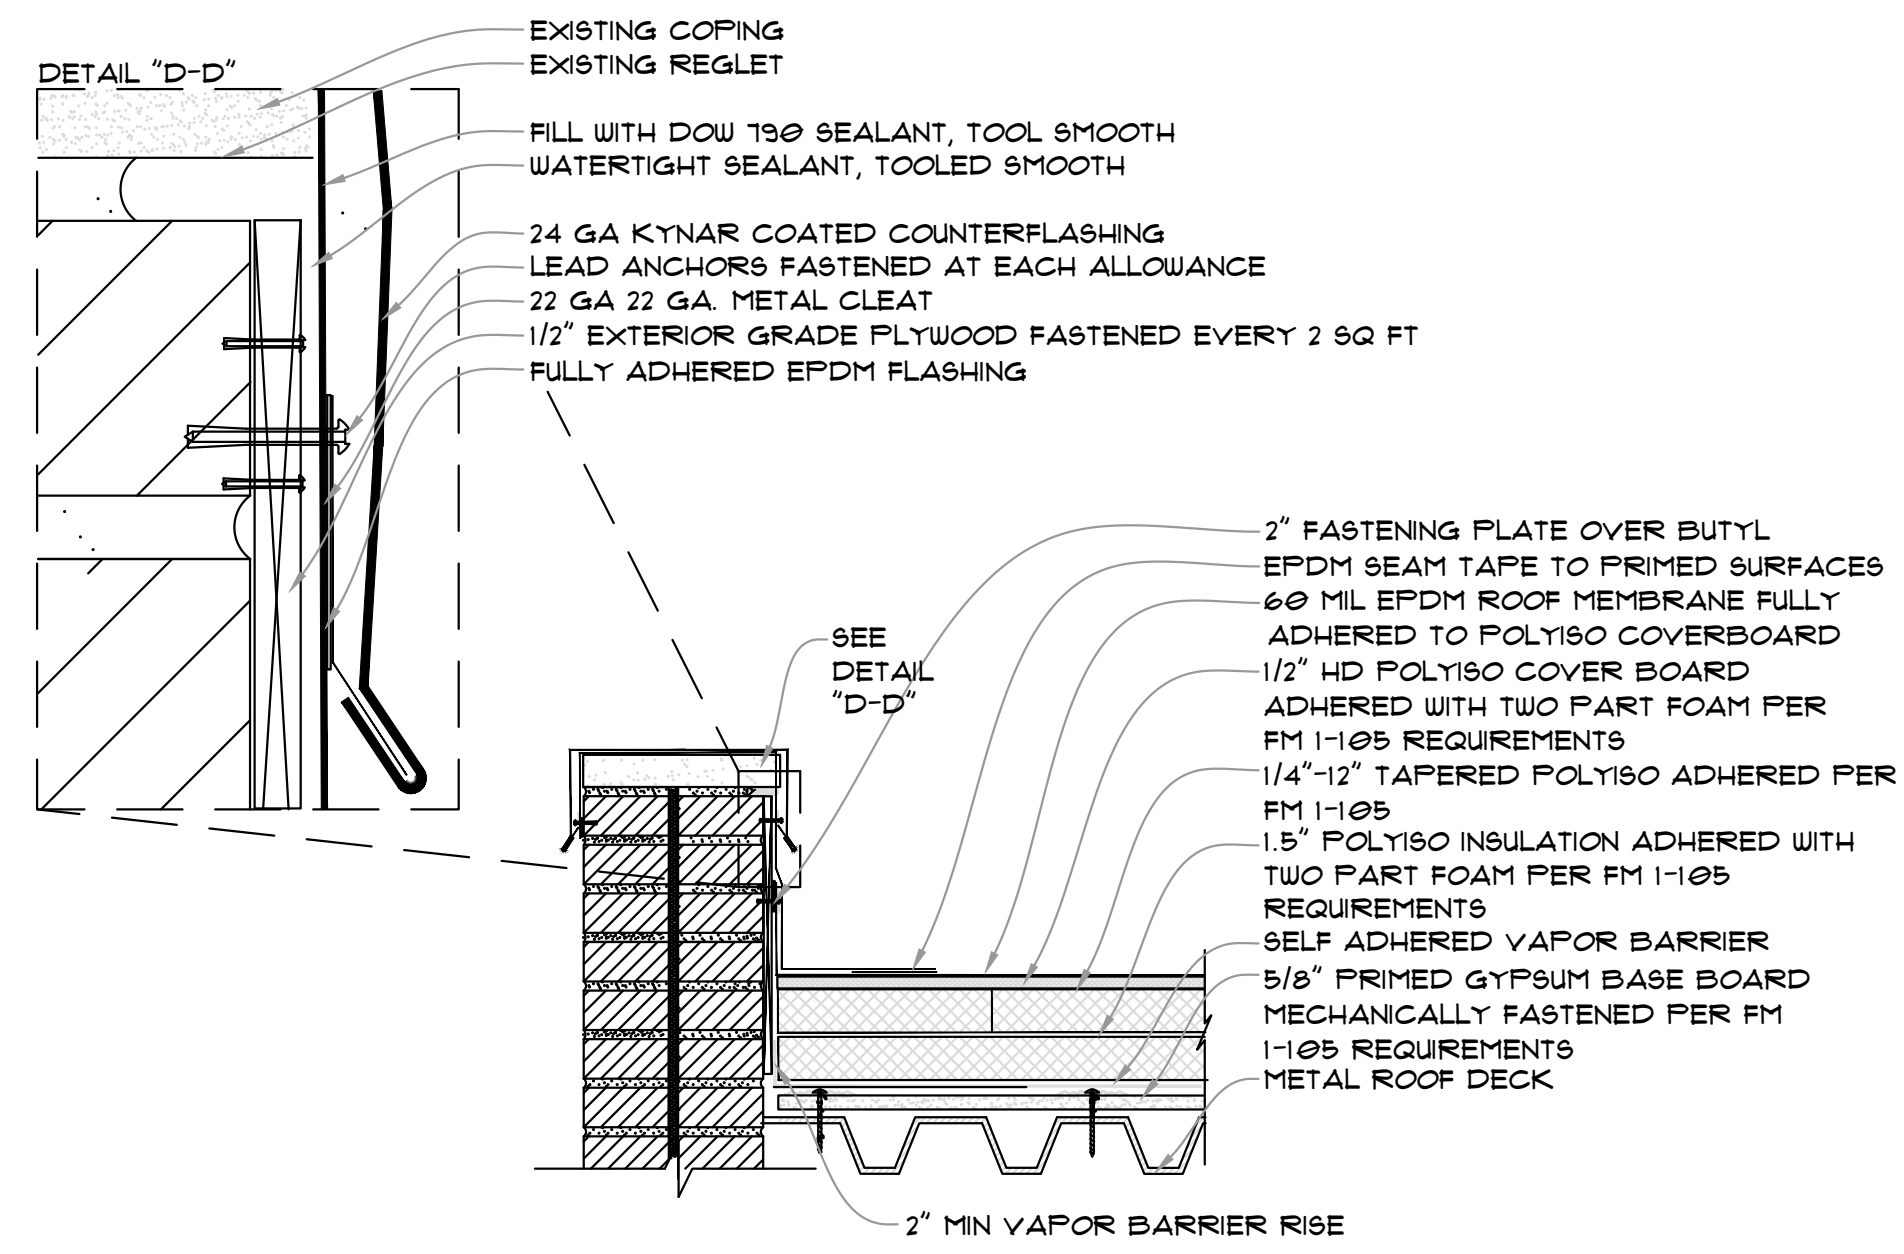 DETAIL "D-D"
EXISTING COPING
EXISTING REGLET
FILL WITH DOW 790 SEALANT, TOOL SMOOTH
WATERTIGHT SEALANT, TOOLED SMOOTH
24 GA KYNAR COATED COUNTERFLASHING
LEAD ANCHORS FASTENED AT EACH ALLOWANCE
22 GA 22 GA. METAL CLEAT
1/2" EXTERIOR GRADE PLYWOOD FASTENED EVERY 2 SQ FT
FULLY ADHERED EPDM FLASHING
SEE
DETAIL
"D-D"
2" FASTENING PLATE OVER BUTYL
EPDM SEAM TAPE TO PRIMED SURFACES
60 MIL EPDM ROOF MEMBRANE FULLY
ADHERED TO POLYISO COVERBOARD
1/2" HD POLYISO COVER BOARD
ADHERED WITH TWO PART FOAM PER
FM 1-105 REQUIREMENTS
1/4"-12" TAPERED POLYISO ADHERED PER
FM 1-105
1.5" POLYISO INSULATION ADHERED WITH
TWO PART FOAM PER FM 1-105
REQUIREMENTS
SELF ADHERED VAPOR BARRIER
5/8" PRIMED GYPSUM BASE BOARD
MECHANICALLY FASTENED PER FM
1-105 REQUIREMENTS
METAL ROOF DECK
2" MIN VAPOR BARRIER RISE